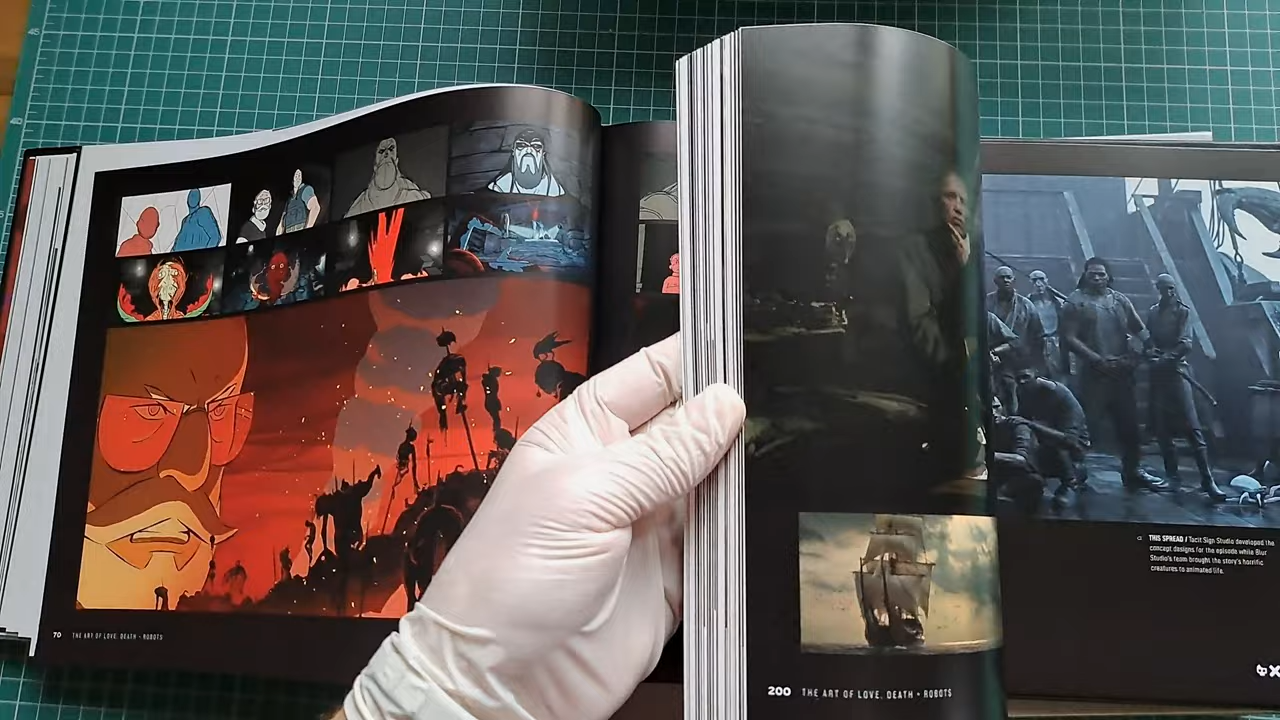 45
40
70 THE ART OF LOVE, DEATH + ROBOTS
THIS SPREAD / Tacit Sign Studio developed the
concept designs for the episode while Blur
Studio's team brought the story's horrific
creatures to animated life.
200 THE ART OF LOVE, DEATH + ROBOTS